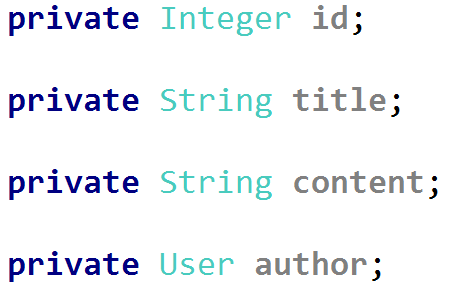 private Integer id;
private String title;
private String content;
private User author;